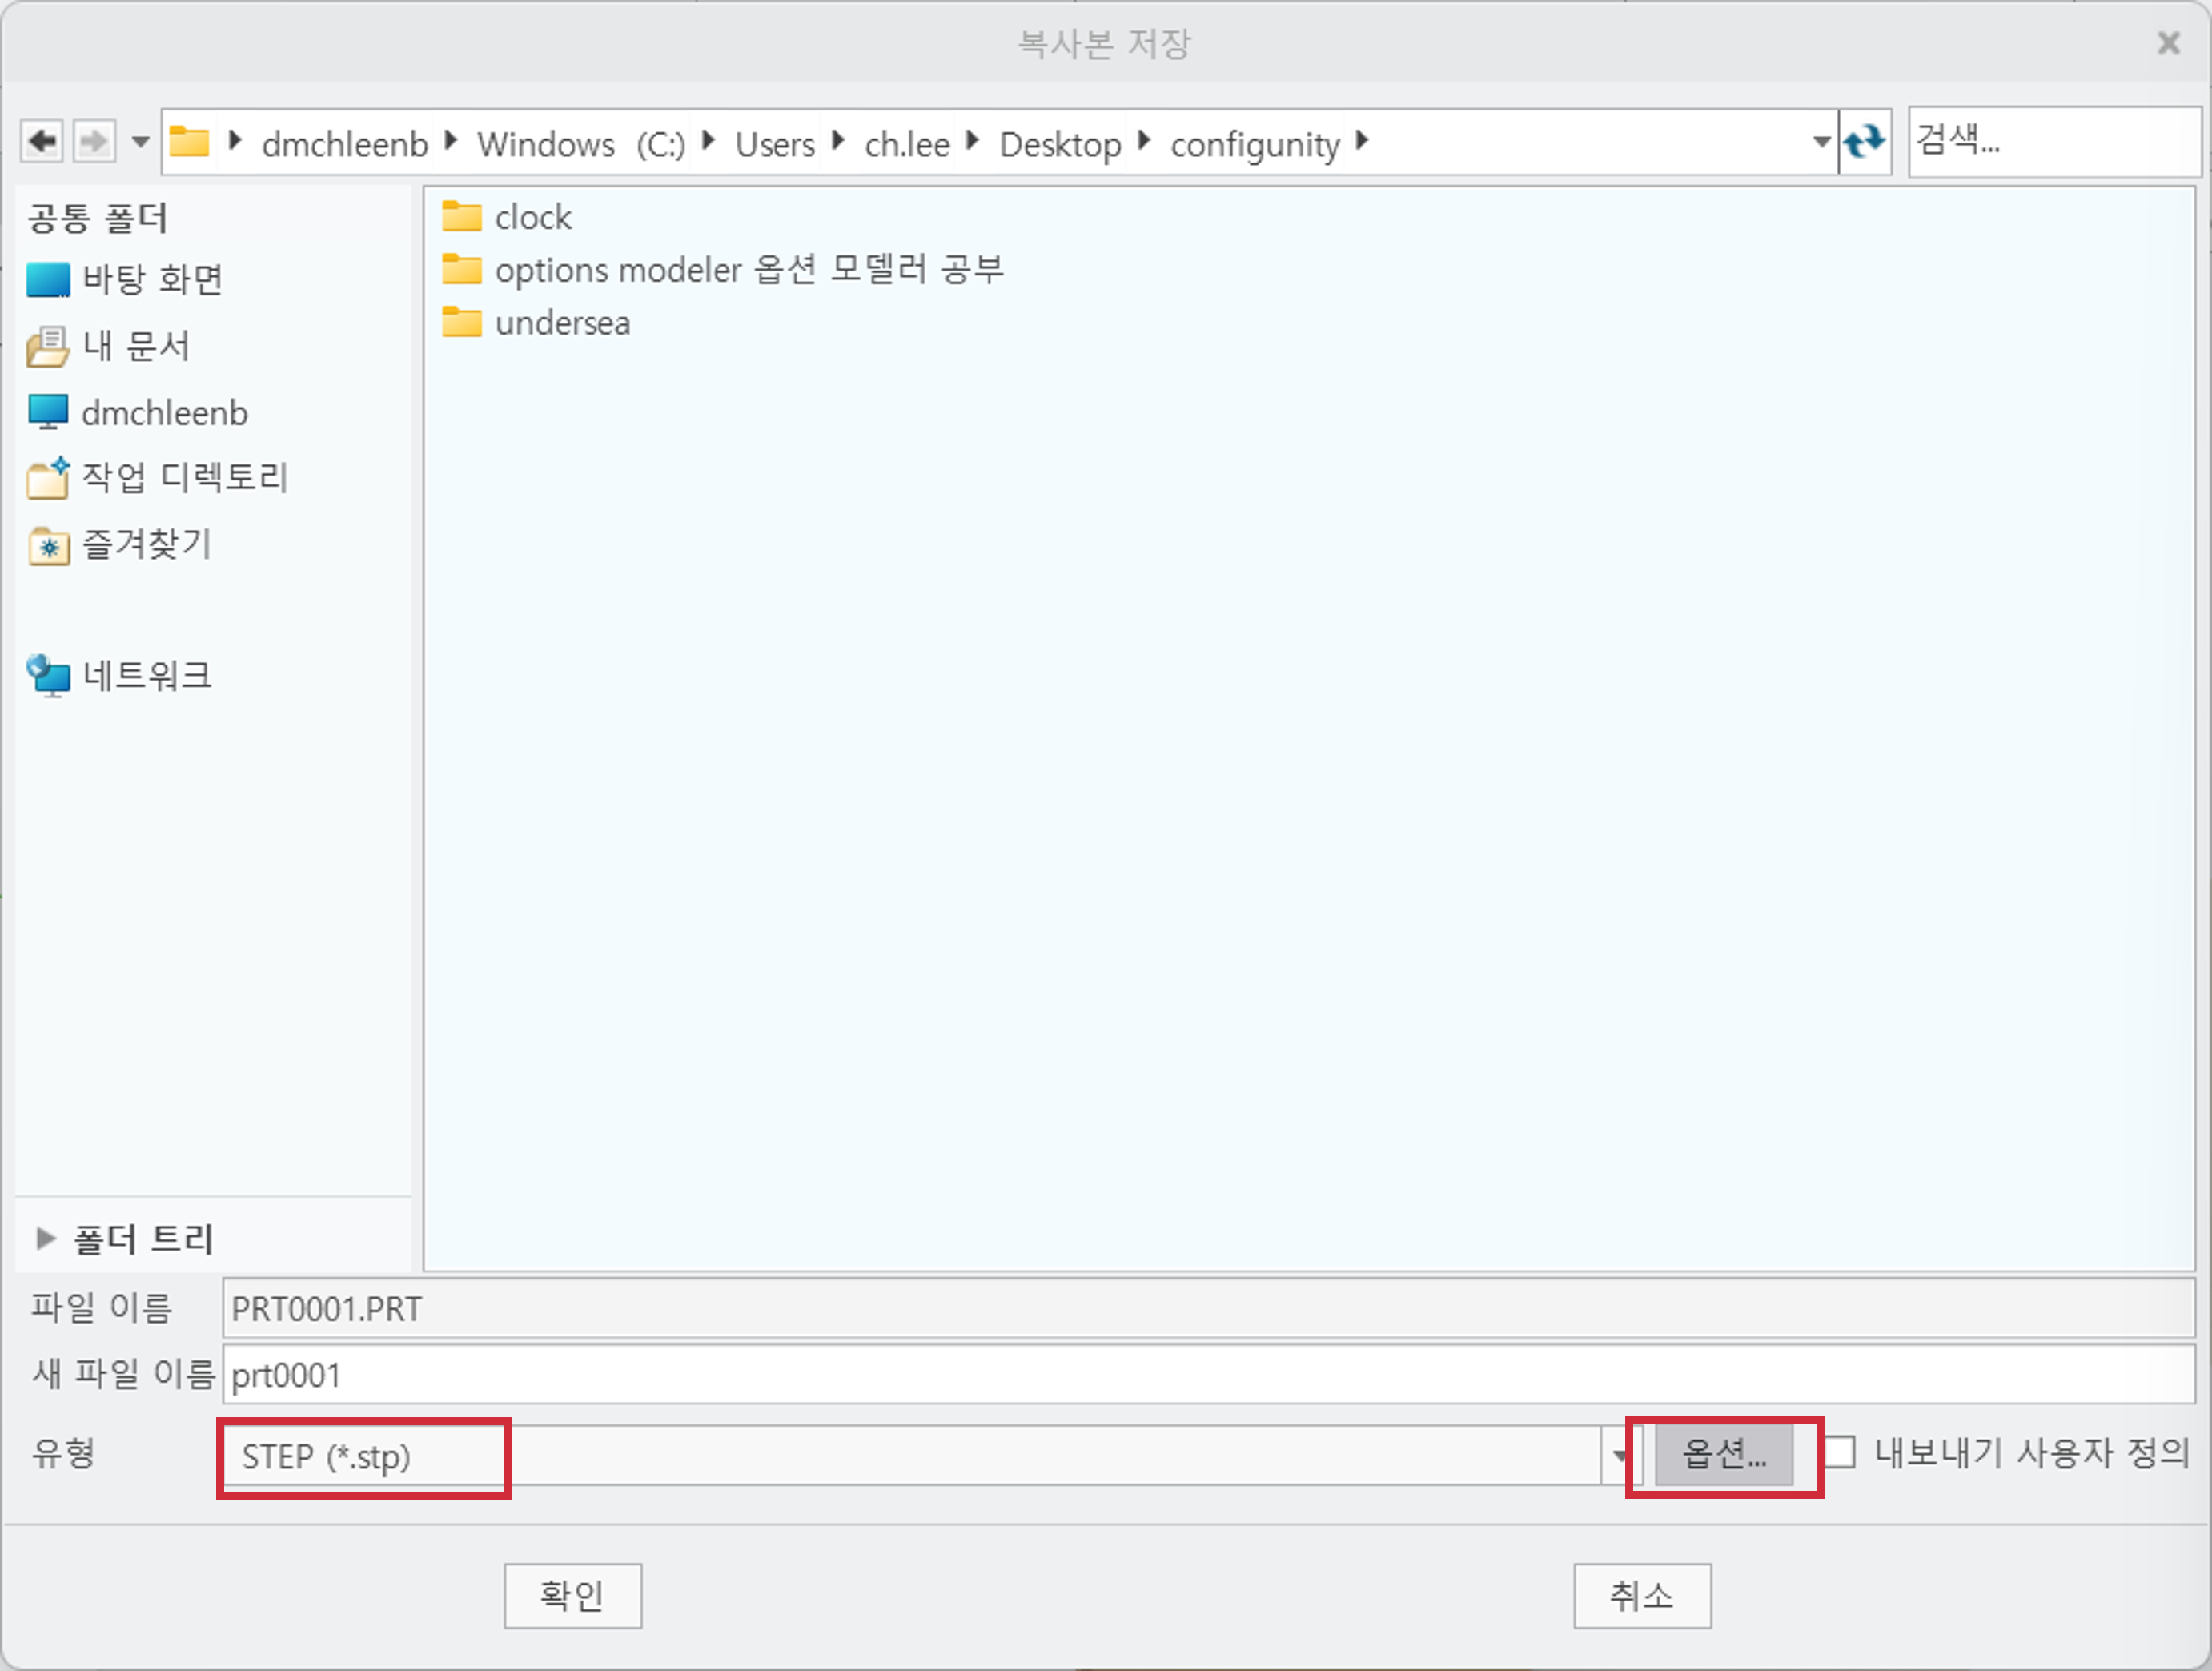 복사본 저장
dmchleenb Windows (C:) Users ch.lee Desktop configunity
검색...
공통 폴더
바탕 화면
내 문서
dmchleenb
작업 디렉토리
즐겨찾기
네트워크
폴더 트리
clock
options modeler 옵션 모델러 공부
undersea
파일 이름 PRT0001.PRT
새 파일 이름 prt0001
유형 STEP (*.stp) 옵션... 내보내기 사용자 정의
확인 취소